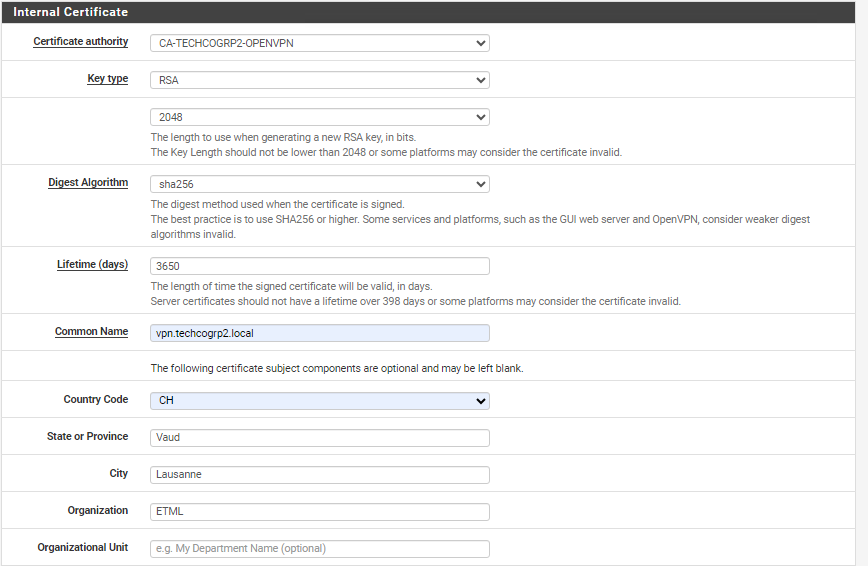 Internal Certificate
Certificate authority
CA-TECHCOGRP2-OPENVPN
Key type
RSA
2048
The length to use when generating a new RSA key, in bits.
The Key Length should not be lower than 2048 or some platforms may consider the certificate invalid.
Digest Algorithm
sha256
The digest method used when the certificate is signed.
The best practice is to use SHA256 or higher. Some services and platforms, such as the GUI web server and OpenVPN, consider weaker digest
algorithms invalid.
Lifetime (days)
3650
The length of time the signed certificate will be valid, in days.
Server certificates should not have a lifetime over 398 days or some platforms may consider the certificate invalid.
Common Name
vpn.techcogrp2.local
The following certificate subject components are optional and may be left blank.
Country Code
CH
State or Province
Vaud
City
Lausanne
Organization
ETML
Organizational Unit
e.g. My Department Name (optional)